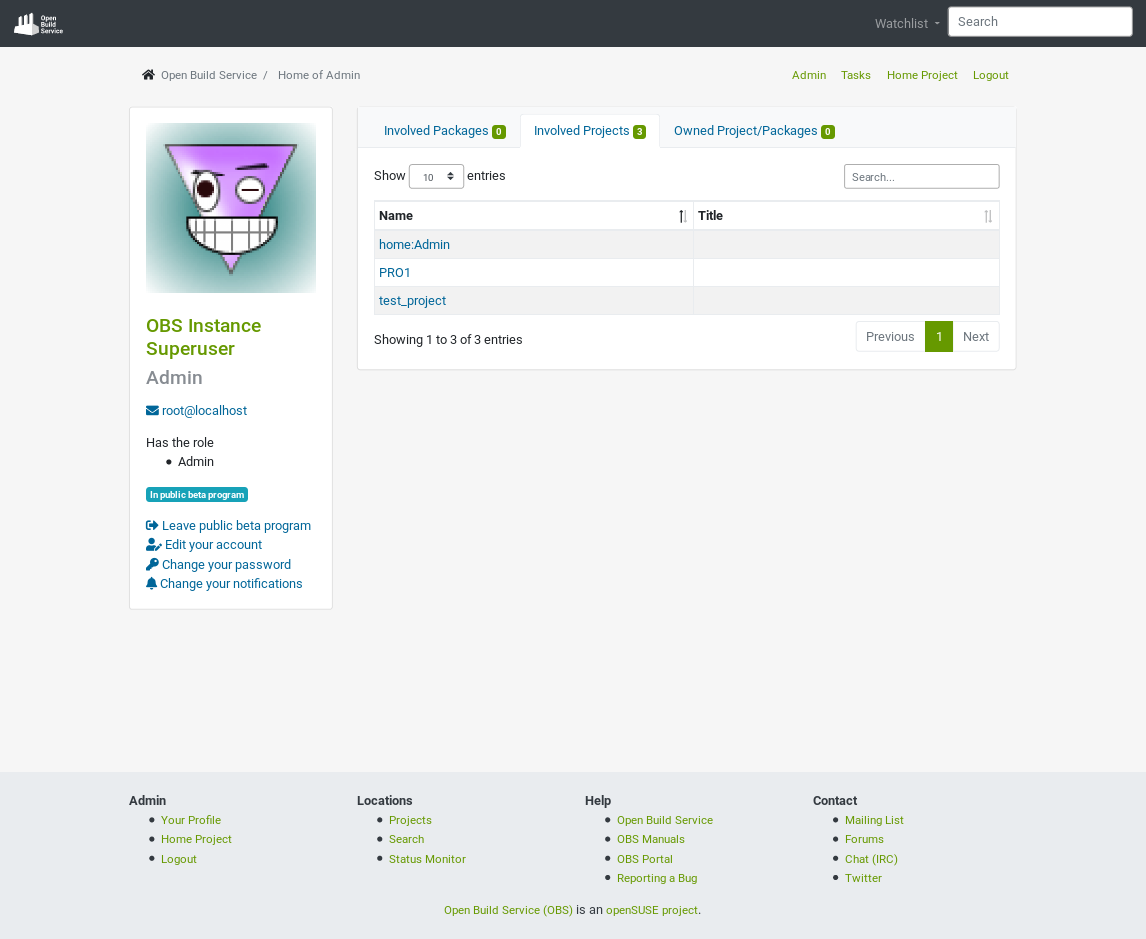 Open
Build
Service
Watchlist
Search
Open Build Service / Home of Admin
Admin Tasks Home Project Logout
OBS Instance
Superuser
Admin
root@localhost
Has the role
• Admin
In public beta program
Leave public beta program
Edit your account
Change your password
Change your notifications
Involved Packages 0 Involved Projects 3 Owned Project/Packages 0
Show 10 entries
Search...
Name Title
home:Admin
PRO1
test_project
Showing 1 to 3 of 3 entries
Previous 1 Next
Admin
• Your Profile
• Home Project
• Logout
Locations
• Projects
• Search
• Status Monitor
Help
• Open Build Service
• OBS Manuals
• OBS Portal
• Reporting a Bug
Contact
• Mailing List
• Forums
• Chat (IRC)
• Twitter
Open Build Service (OBS) is an openSUSE project.